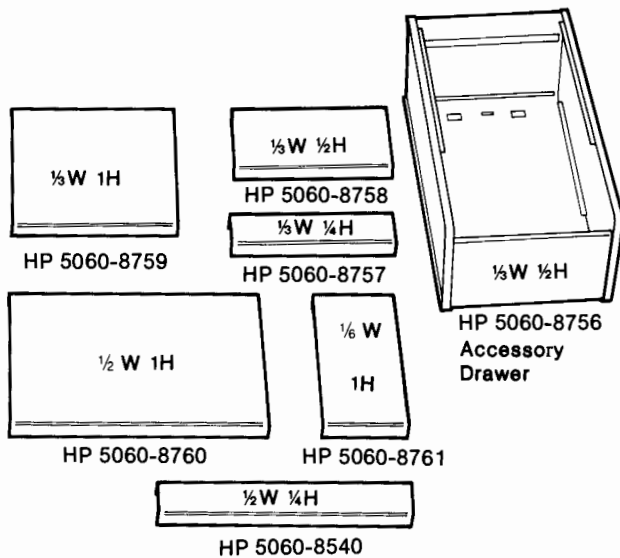 ⅓W 1H
HP 5060-8759
⅓W ½H
HP 5060-8758
⅓W ¼H
HP 5060-8757
⅓W ½H
HP 5060-8756
Accessory
Drawer
½ W 1H
HP 5060-8760
⅙ W
1H
HP 5060-8761
½W ¼H
HP 5060-8540